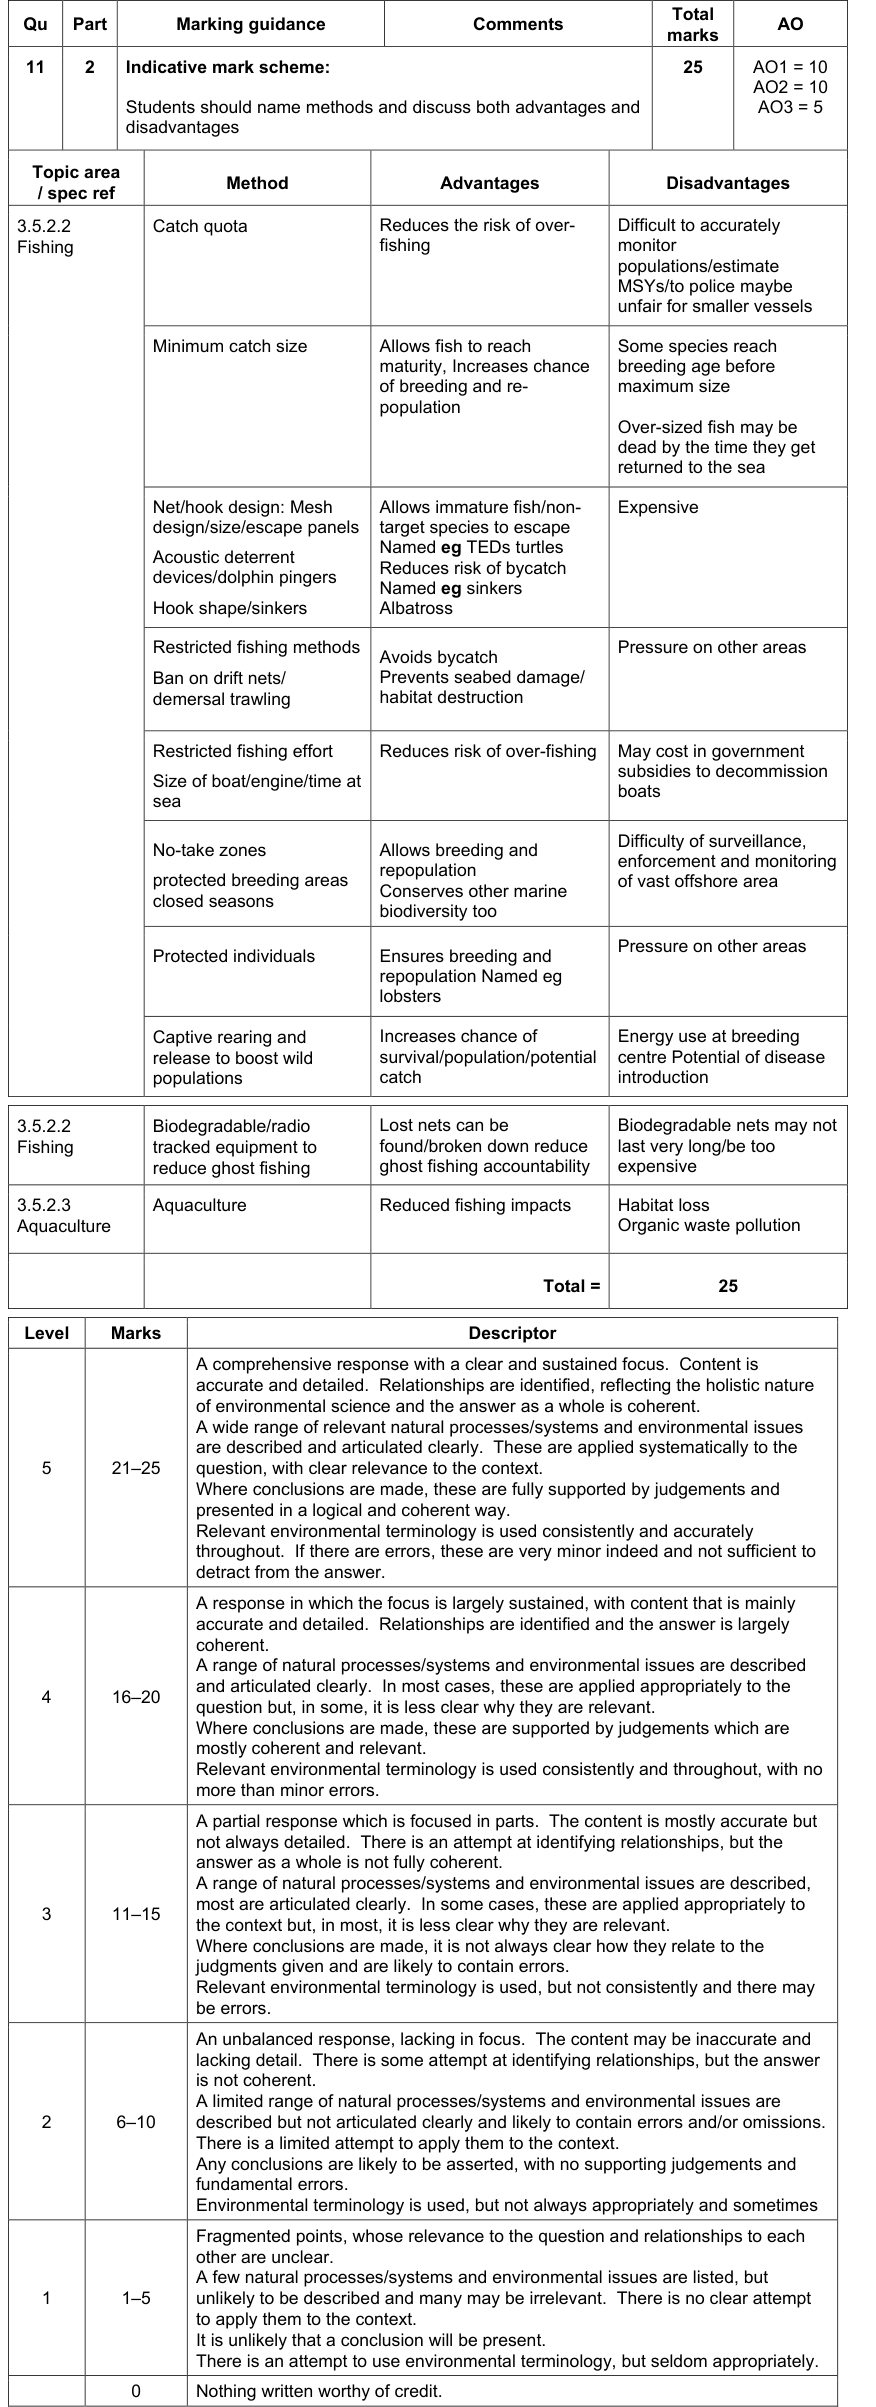 Qu Part Marking guidance Comments Total marks AO
11 2 Indicative mark scheme: 25 AO1 = 10
AO2 = 10
AO3 = 5
Students should name methods and discuss both advantages and
disadvantages
Topic area
/ spec ref
Method
Advantages
Disadvantages
3.5.2.2
Fishing
Catch quota
Reduces the risk of over-
fishing
Difficult to accurately
monitor
populations/estimate
MSYs/to police maybe
unfair for smaller vessels
Minimum catch size
Allows fish to reach
maturity, Increases chance
of breeding and re-
population
Some species reach
breeding age before
maximum size
Over-sized fish may be
dead by the time they get
returned to the sea
Net/hook design: Mesh
design/size/escape panels
Acoustic deterrent
devices/dolphin pingers
Hook shape/sinkers
Allows immature fish/non-
target species to escape
Named eg TEDs turtles
Reduces risk of bycatch
Named eg sinkers
Albatross
Expensive
Restricted fishing methods
Ban on drift nets/
demersal trawling
Avoids bycatch
Prevents seabed damage/
habitat destruction
Pressure on other areas
Restricted fishing effort
Size of boat/engine/time at
sea
Reduces risk of over-fishing
May cost in government
subsidies to decommission
boats
No-take zones
protected breeding areas
closed seasons
Allows breeding and
repopulation
Conserves other marine
biodiversity too
Difficulty of surveillance,
enforcement and monitoring
of vast offshore area
Protected individuals
Ensures breeding and
repopulation Named eg
lobsters
Pressure on other areas
Captive rearing and
release to boost wild
populations
Increases chance of
survival/population/potential
catch
Energy use at breeding
centre Potential of disease
introduction
3.5.2.2
Fishing
Biodegradable/radio
tracked equipment to
reduce ghost fishing
Lost nets can be
found/broken down reduce
ghost fishing accountability
Biodegradable nets may not
last very long/be too
expensive
3.5.2.3
Aquaculture
Aquaculture
Reduced fishing impacts
Habitat loss
Organic waste pollution
Total = 25
Level Marks Descriptor
5
21–25
A comprehensive response with a clear and sustained focus. Content is
accurate and detailed. Relationships are identified, reflecting the holistic nature
of environmental science and the answer as a whole is coherent.
A wide range of relevant natural processes/systems and environmental issues
are described and articulated clearly. These are applied systematically to the
question, with clear relevance to the context.
Where conclusions are made, these are fully supported by judgements and
presented in a logical and coherent way.
Relevant environmental terminology is used consistently and accurately
throughout. If there are errors, these are very minor indeed and not sufficient to
detract from the answer.
4
16–20
A response in which the focus is largely sustained, with content that is mainly
accurate and detailed. Relationships are identified and the answer is largely
coherent.
A range of natural processes/systems and environmental issues are described
and articulated clearly. In most cases, these are applied appropriately to the
question but, in some, it is less clear why they are relevant.
Where conclusions are made, these are supported by judgements which are
mostly coherent and relevant.
Relevant environmental terminology is used consistently and throughout, with no
more than minor errors.
3
11–15
A partial response which is focused in parts. The content is mostly accurate but
not always detailed. There is an attempt at identifying relationships, but the
answer as a whole is not fully coherent.
A range of natural processes/systems and environmental issues are described,
most are articulated clearly. In some cases, these are applied appropriately to
the context but, in most, it is less clear why they are relevant.
Where conclusions are made, it is not always clear how they relate to the
judgments given and are likely to contain errors.
Relevant environmental terminology is used, but not consistently and there may
be errors.
2
6–10
An unbalanced response, lacking in focus. The content may be inaccurate and
lacking detail. There is some attempt at identifying relationships, but the answer
is not coherent.
A limited range of natural processes/systems and environmental issues are
described but not articulated clearly and likely to contain errors and/or omissions.
There is a limited attempt to apply them to the context.
Any conclusions are likely to be asserted, with no supporting judgements and
fundamental errors.
Environmental terminology is used, but not always appropriately and sometimes
1
1–5
Fragmented points, whose relevance to the question and relationships to each
other are unclear.
A few natural processes/systems and environmental issues are listed, but
unlikely to be described and many may be irrelevant. There is no clear attempt
to apply them to the context.
It is unlikely that a conclusion will be present.
There is an attempt to use environmental terminology, but seldom appropriately.
0
Nothing written worthy of credit.